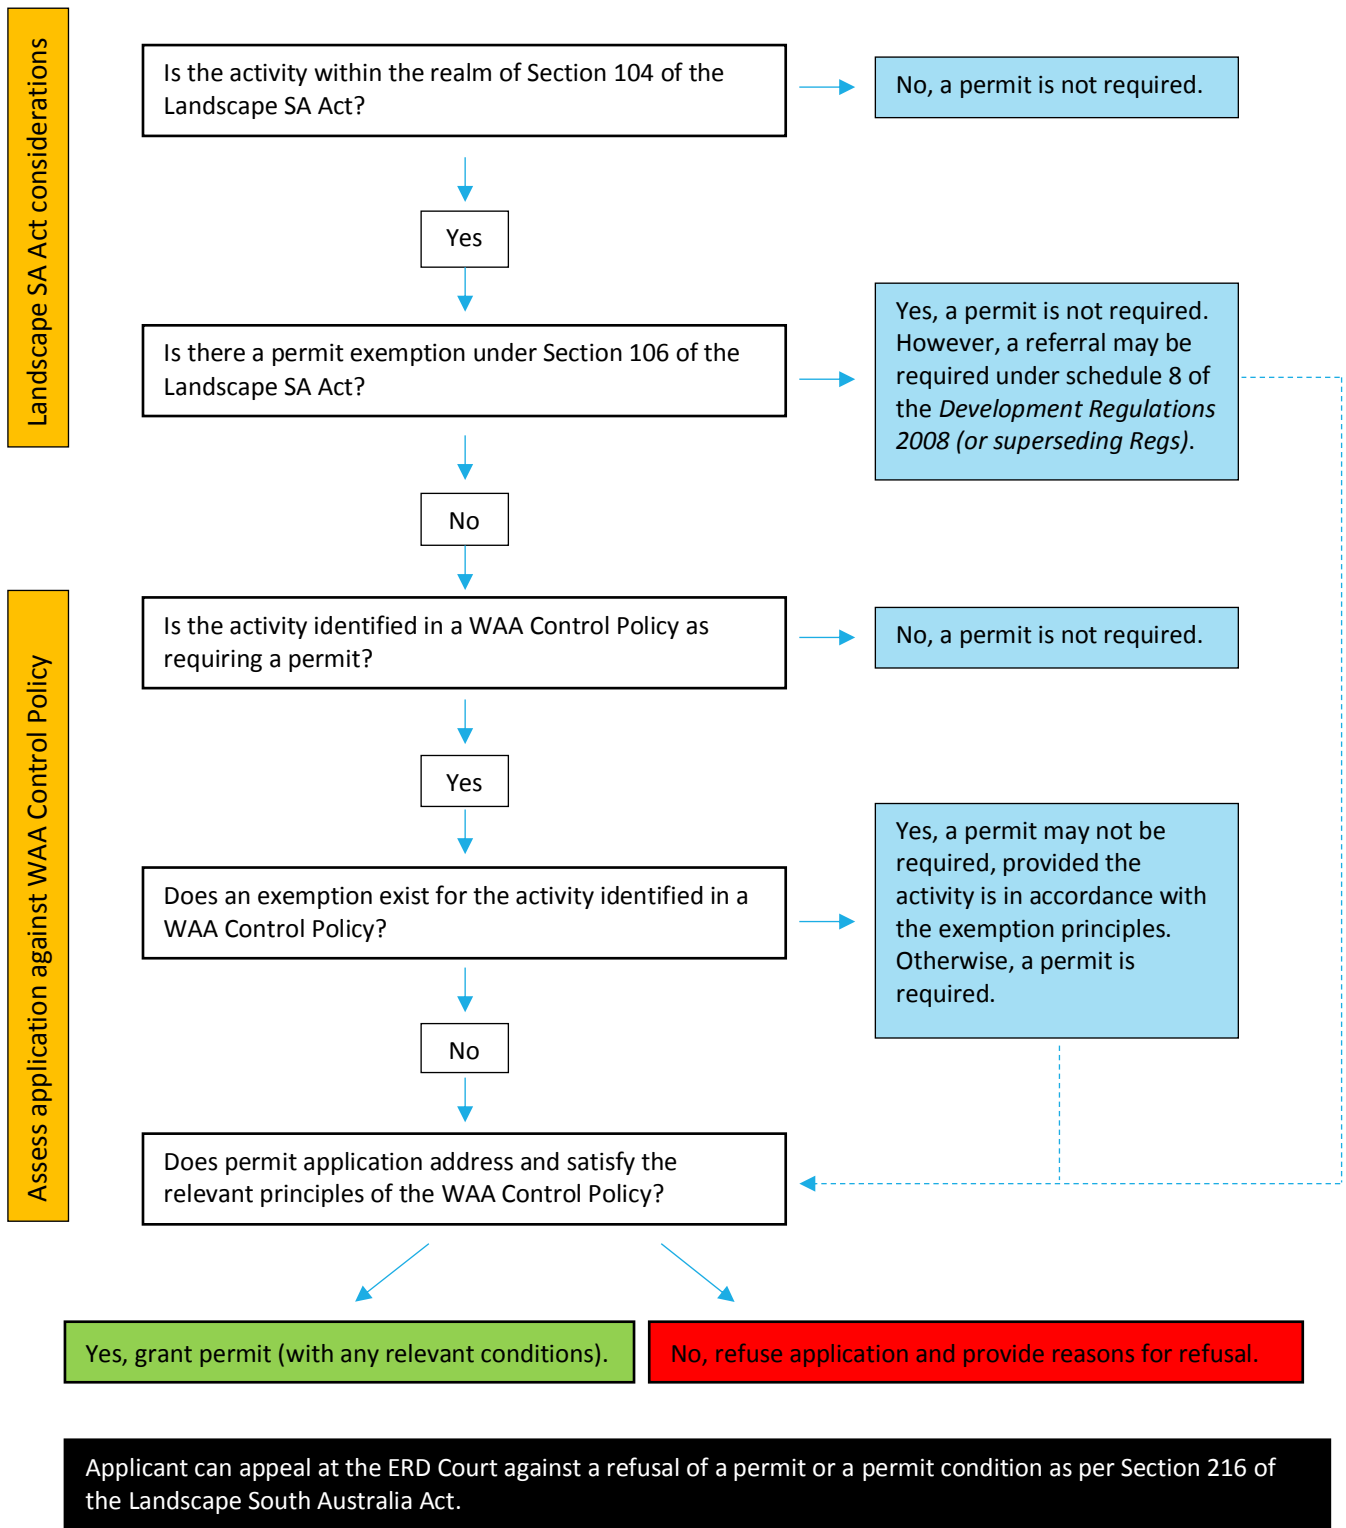 Landscape SA Act considerations
Is the activity within the realm of Section 104 of the
Landscape SA Act?
No, a permit is not required.
Yes
Is there a permit exemption under Section 106 of the
Landscape SA Act?
Yes, a permit is not required.
However, a referral may be
required under schedule 8 of
the Development Regulations
2008 (or superseding Regs).
No
Assess application against WAA Control Policy
Is the activity identified in a WAA Control Policy as
requiring a permit?
No, a permit is not required.
Yes
Does an exemption exist for the activity identified in a
WAA Control Policy?
Yes, a permit may not be
required, provided the
activity is in accordance with
the exemption principles.
Otherwise, a permit is
required.
No
Does permit application address and satisfy the
relevant principles of the WAA Control Policy?
Yes, grant permit (with any relevant conditions).
No, refuse application and provide reasons for refusal.
Applicant can appeal at the ERD Court against a refusal of a permit or a permit condition as per Section 216 of
the Landscape South Australia Act.